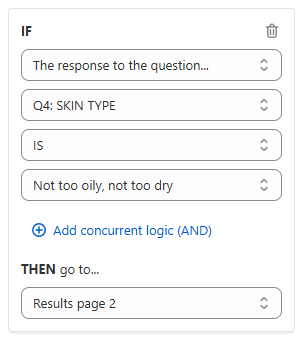 IF
The response to the question...
Q4: SKIN TYPE
IS
Not too oily, not too dry
Add concurrent logic (AND)
THEN go to...
Results page 2